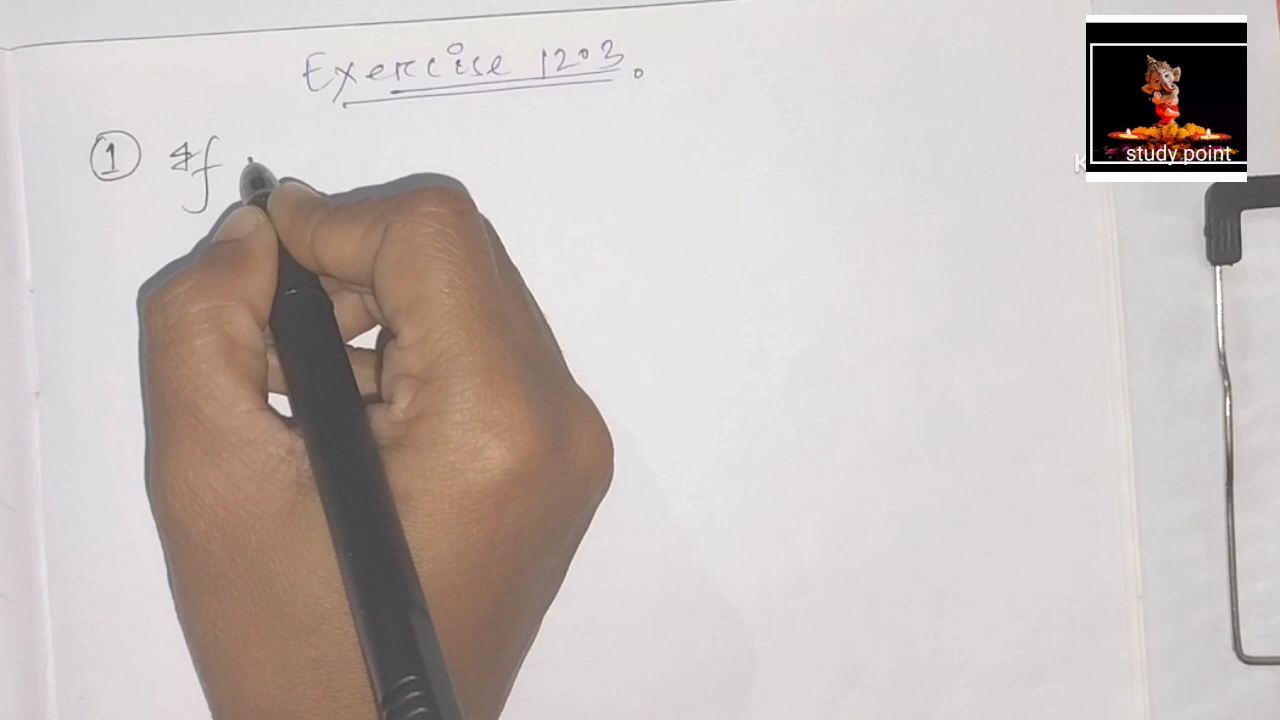 Exercise 12.3.
① If
study point